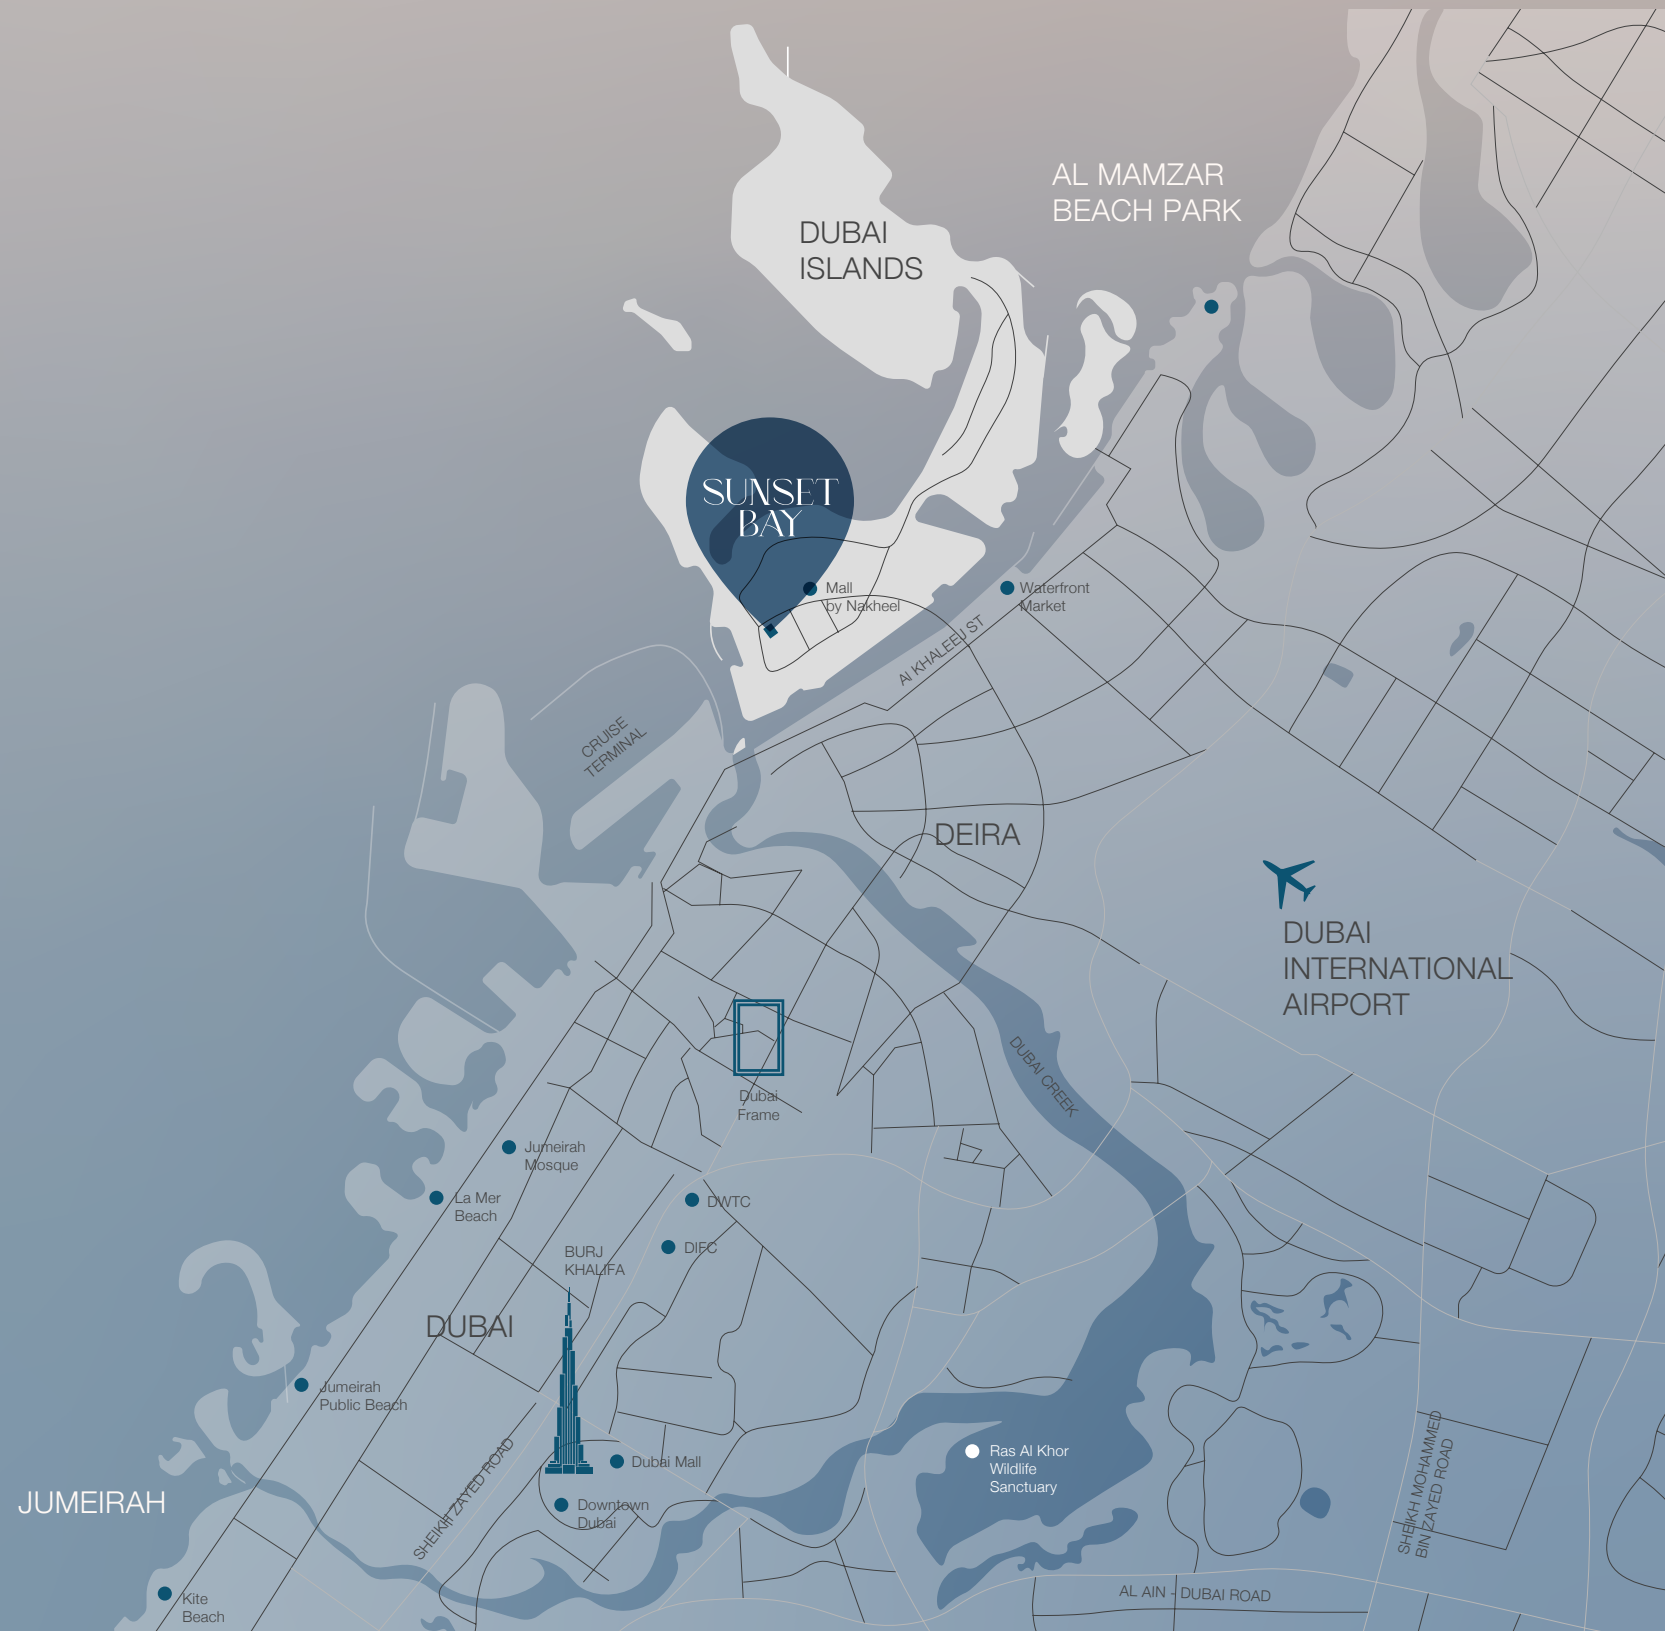 AL MAMZAR
BEACH PARK
DUBAI
ISLANDS
SUNSET
BAY
Mall
by Nakheel
Waterfront
Market
Al KHALEEJ ST
CRUISE
TERMINAL
DEIRA
DUBAI
INTERNATIONAL
AIRPORT
DUBAI CREEK
Dubai
Frame
Jumeirah
Mosque
La Mer
Beach
DWTC
DIFC
BURJ
KHALIFA
DUBAI
Jumeirah
Public Beach
SHEIKH ZAYED ROAD
Dubai Mall
Downtown
Dubai
Ras Al Khor
Wildlife
Sanctuary
SHEIKH MOHAMMED
BIN ZAYED ROAD
JUMEIRAH
Kite
Beach
AL AIN - DUBAI ROAD